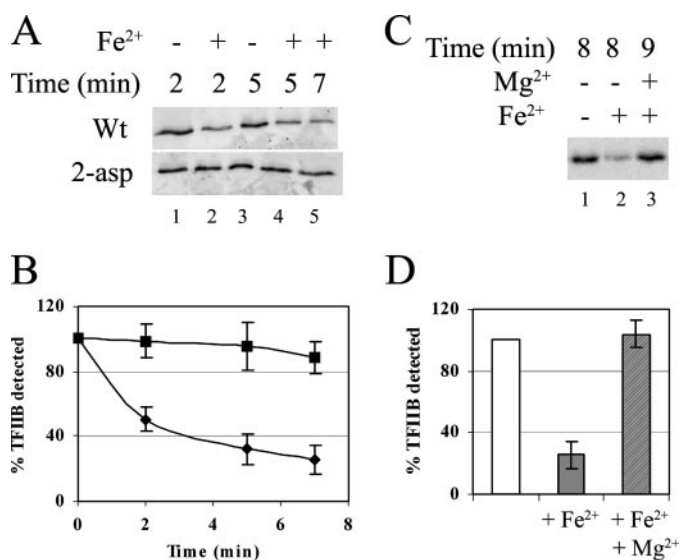 A
Fe²⁺ - + - + +
Time (min) 2 2 5 5 7
Wt
2-asp
1 2 3 4 5
C
Time (min) 8 8 9
Mg²⁺ - - +
Fe²⁺ - + +
1 2 3
B
120
80
40
0
% TFIIB detected
0 2 4 6 8
Time (min)
D
120
80
40
0
% TFIIB detected
+ Fe²⁺ + Fe²⁺
+ Mg²⁺